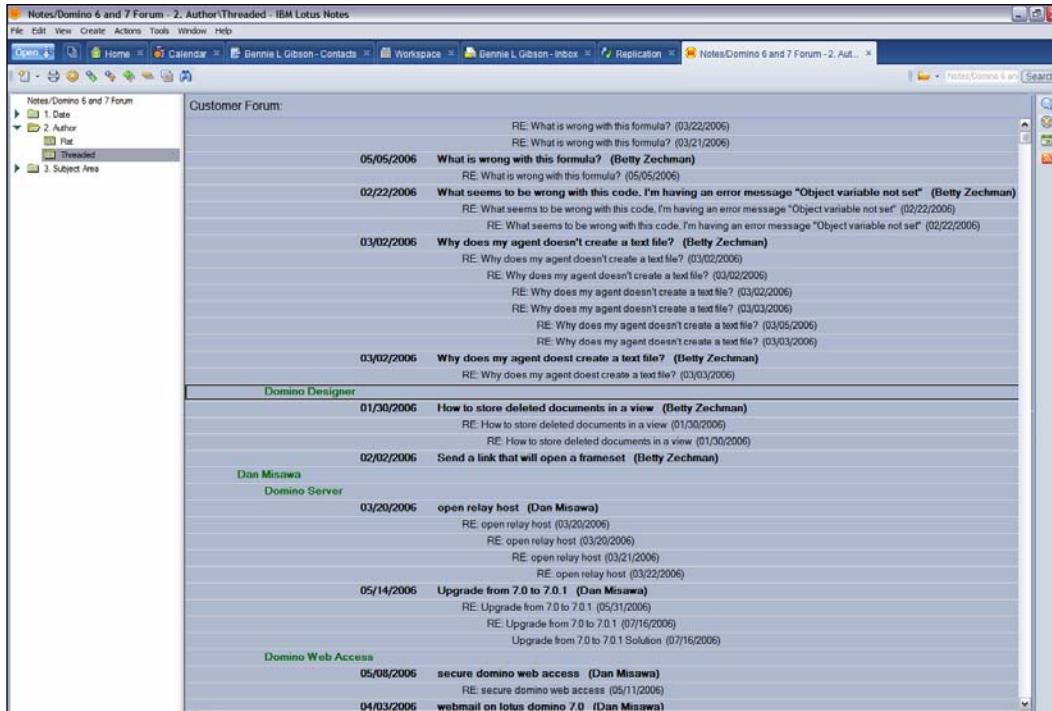 Notes/Domino 6 and 7 Forum - 2. Author\Threaded - IBM Lotus Notes
File Edit View Create Actions Tools Window Help
Open Home Calendar Bennie L Gibson - Contacts Workspace Bennie L Gibson - Inbox Replication Notes/Domino 6 and 7 Forum - 2. Aut...
Notes/Domino 6 an Search
Notes/Domino 6 and 7 Forum
1. Date
2. Author
Flat
Threaded
3. Subject Area
Customer Forum:
RE: What is wrong with this formula? (03/22/2006)
RE: What is wrong with this formula? (03/21/2006)
05/05/2006 What is wrong with this formula? (Betty Zechman)
RE: What is wrong with this formula? (05/05/2006)
02/22/2006 What seems to be wrong with this code, I'm having an error message "Object variable not set" (Betty Zechman)
RE: What seems to be wrong with this code, I'm having an error message "Object variable not set" (02/22/2006)
RE: What seems to be wrong with this code, I'm having an error message "Object variable not set" (02/22/2006)
03/02/2006 Why does my agent doesn't create a text file? (Betty Zechman)
RE: Why does my agent doesn't create a text file? (03/02/2006)
RE: Why does my agent doesn't create a text file? (03/02/2006)
RE: Why does my agent doesn't create a text file? (03/02/2006)
RE: Why does my agent doesn't create a text file? (03/03/2006)
RE: Why does my agent doesn't create a text file? (03/05/2006)
RE: Why does my agent doesn't create a text file? (03/03/2006)
03/02/2006 Why does my agent doest create a text file? (Betty Zechman)
RE: Why does my agent doest create a text file? (03/03/2006)
Domino Designer
01/30/2006 How to store deleted documents in a view (Betty Zechman)
RE: How to store deleted documents in a view (01/30/2006)
RE: How to store deleted documents in a view (01/30/2006)
02/02/2006 Send a link that will open a frameset (Betty Zechman)
Dan Misawa
Domino Server
03/20/2006 open relay host (Dan Misawa)
RE: open relay host (03/20/2006)
RE: open relay host (03/20/2006)
RE: open relay host (03/21/2006)
RE: open relay host (03/22/2006)
05/14/2006 Upgrade from 7.0 to 7.0.1 (Dan Misawa)
RE: Upgrade from 7.0 to 7.0.1 (05/31/2006)
RE: Upgrade from 7.0 to 7.0.1 (07/16/2006)
Upgrade from 7.0 to 7.0.1 Solution (07/16/2006)
Domino Web Access
05/08/2006 secure domino web access (Dan Misawa)
RE: secure domino web access (05/11/2006)
04/03/2006 webmail on lotus domino 7.0 (Dan Misawa)